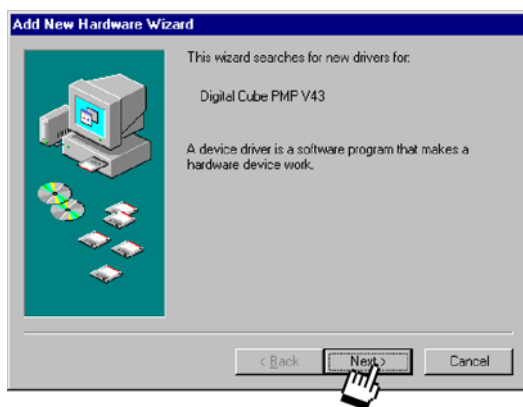 Add New Hardware Wizard
This wizard searches for new drivers for:
Digital Cube PMP V43
A device driver is a software program that makes a
hardware device work.
< Back
Next >
Cancel